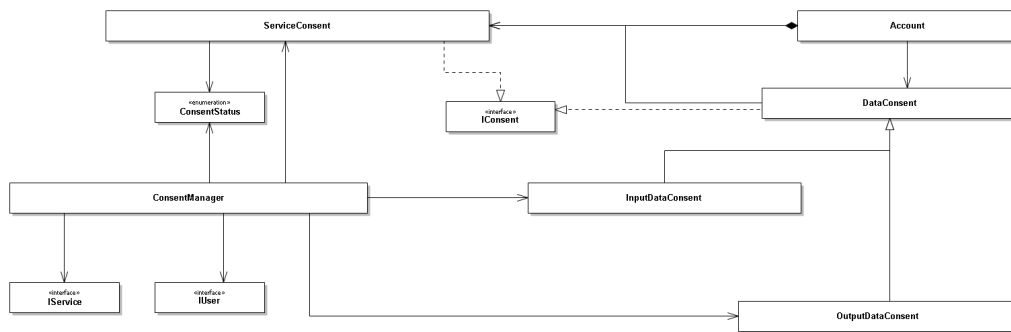 ServiceConsent
Account
«enumeration»
ConsentStatus
«interface»
IConsent
DataConsent
ConsentManager
InputDataConsent
«interface»
IService
«interface»
IUser
OutputDataConsent